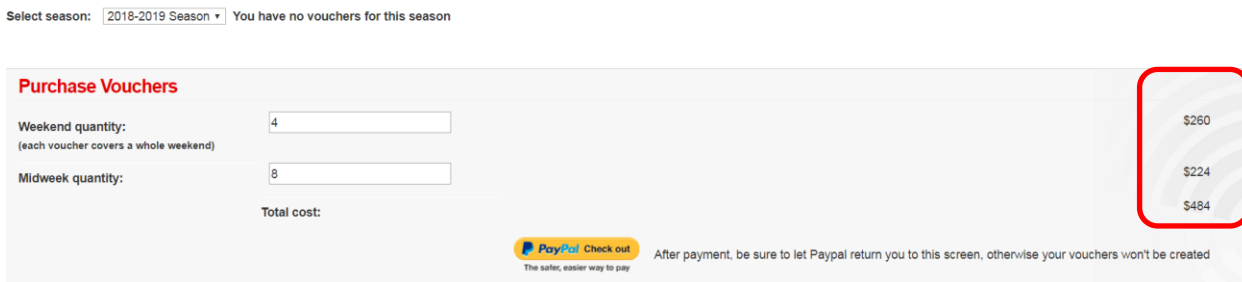 Select season: 2018-2019 Season You have no vouchers for this season
Purchase Vouchers
Weekend quantity: 4 $260
(each voucher covers a whole weekend)
Midweek quantity: 8 $224
Total cost: $484
PayPal Check out After payment, be sure to let Paypal return you to this screen, otherwise your vouchers won't be created
The safer, easier way to pay